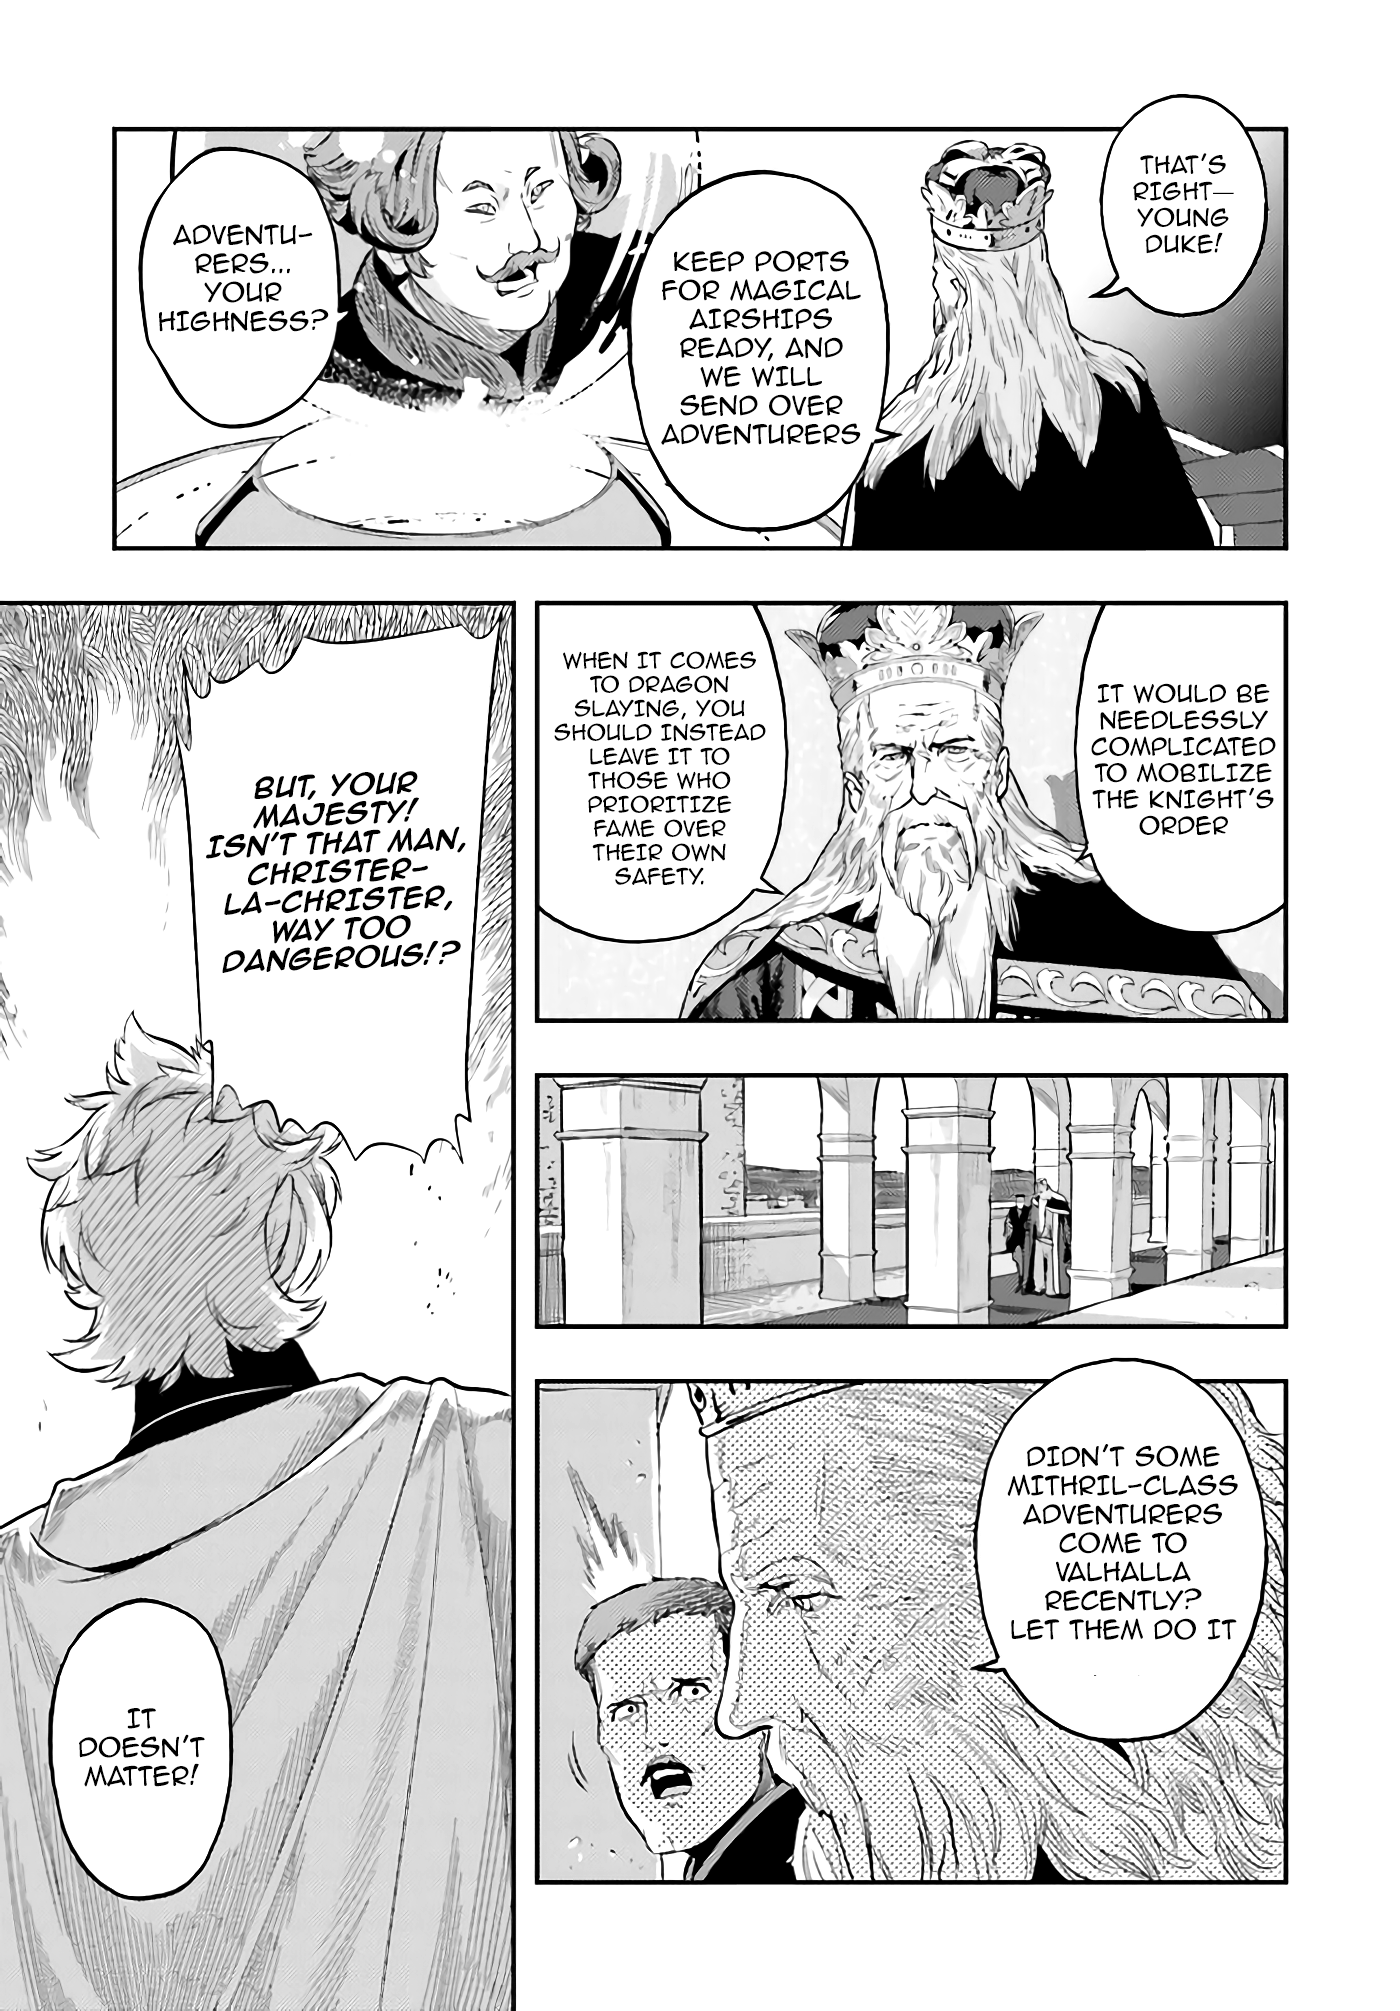 THAT'S
RIGHT—
YOUNG
DUKE!
KEEP PORTS
FOR MAGICAL
AIRSHIPS
READY, AND
WE WILL
SEND OVER
ADVENTURERS
ADVENTU-
RERS...
YOUR
HIGHNESS?
IT WOULD BE
NEEDLESSLY
COMPLICATED
TO MOBILIZE
THE KNIGHT'S
ORDER
WHEN IT COMES
TO DRAGON
SLAYING, YOU
SHOULD INSTEAD
LEAVE IT TO
THOSE WHO
PRIORITIZE
FAME OVER
THEIR OWN
SAFETY.
DIDN'T SOME
MITHRIL-CLASS
ADVENTURERS
COME TO
VALHALLA
RECENTLY?
LET THEM DO IT
BUT, YOUR
MAJESTY!
ISN'T THAT MAN,
CHRISTER-
LA-CHRISTER,
WAY TOO
DANGEROUS!?
IT
DOESN'T
MATTER!